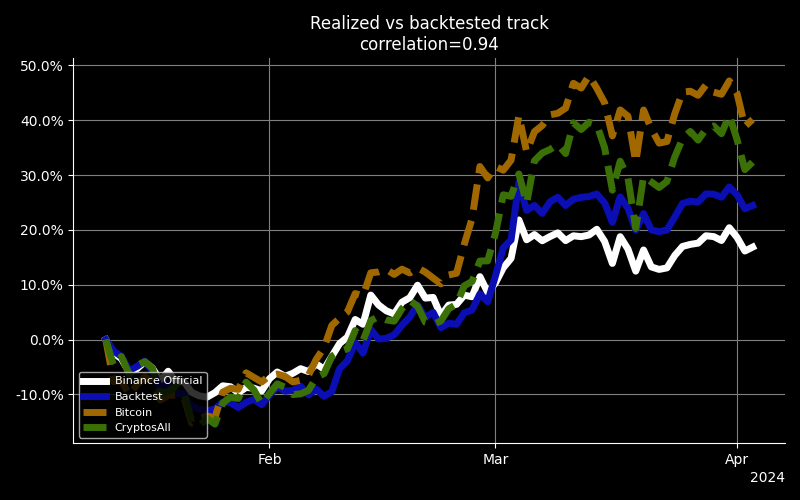 Realized vs backtested track
correlation=0.94
50.0%
40.0%
30.0%
20.0%
10.0%
0.0%
-10.0%
Binance Official
Backtest
Bitcoin
CryptosAll
Feb
Mar
Apr
2024